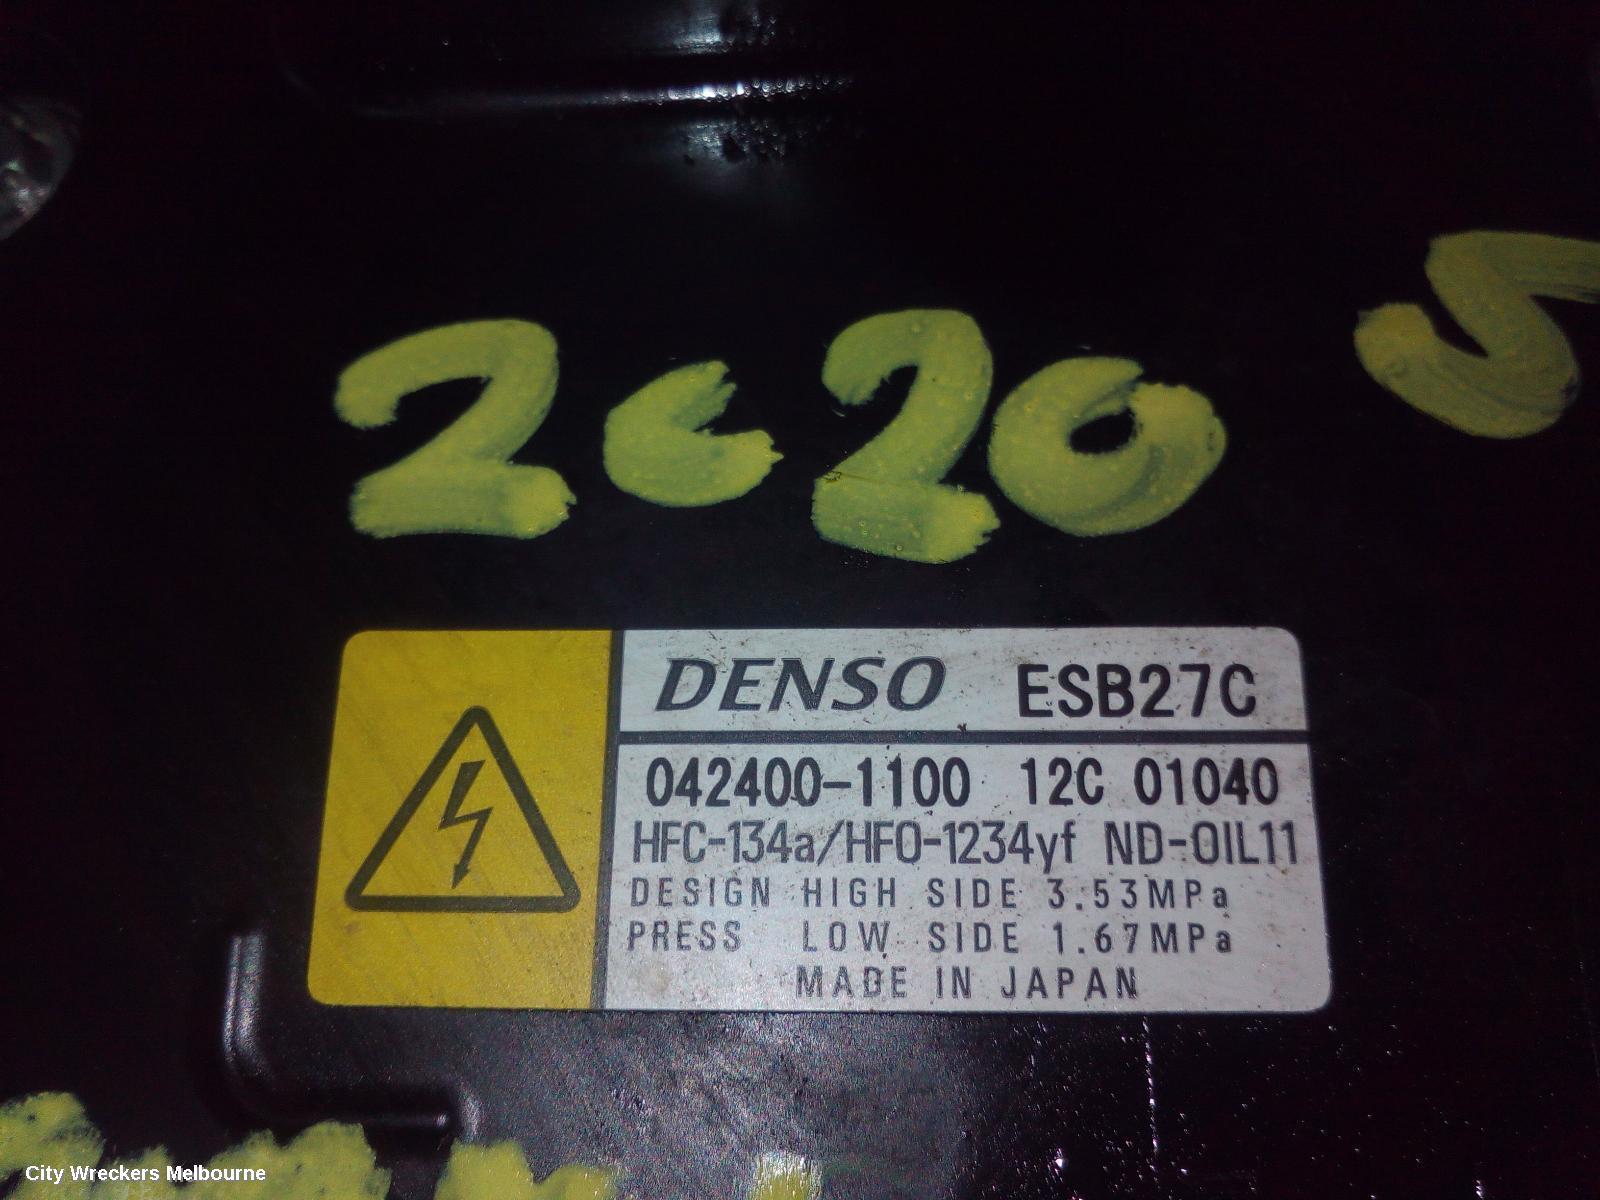 2020
DENSO ESB27C
042400-1100 12C 01040
HFC-134a/HFO-1234yf ND-OIL11
DESIGN HIGH SIDE 3.53MPa
PRESS LOW SIDE 1.67MPa
MADE IN JAPAN
City Wreckers Melbourne